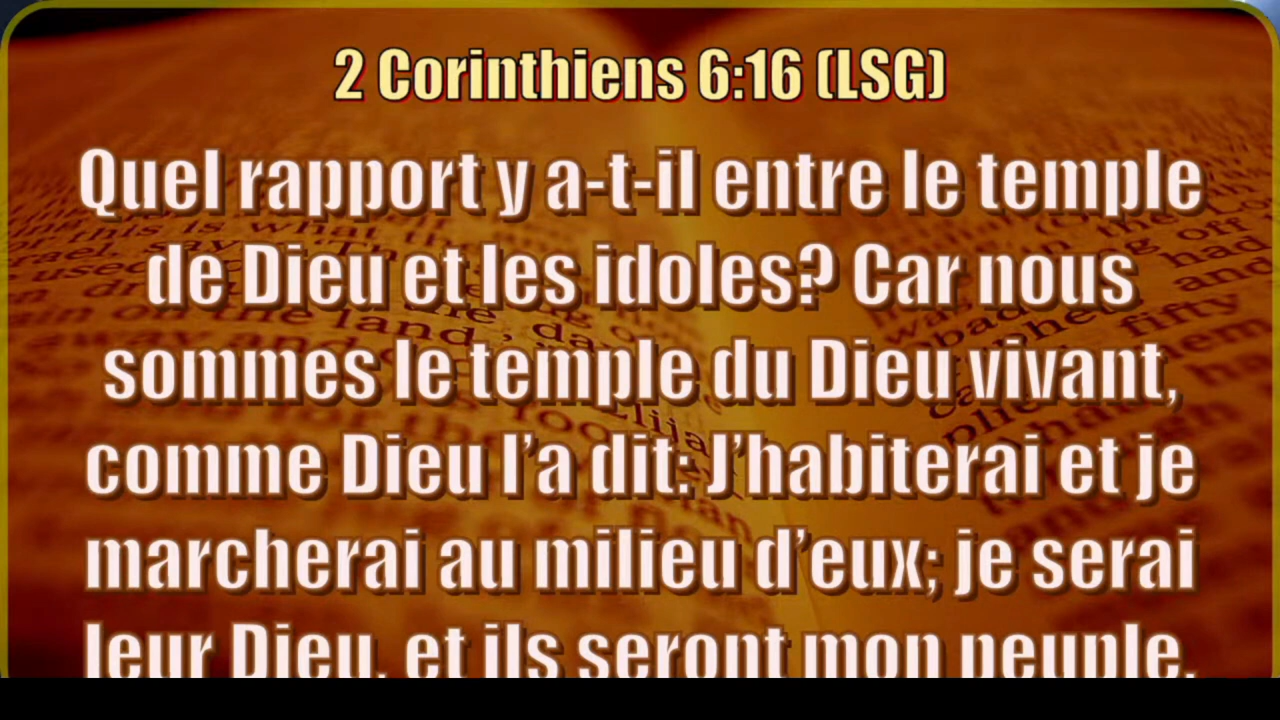 2 Corinthiens 6:16 (LSG)
Quel rapport y a-t-il entre le temple
de Dieu et les idoles? Car nous
sommes le temple du Dieu vivant,
comme Dieu l’a dit: J’habiterai et je
marcherai au milieu d’eux; je serai
leur Dieu, et ils seront mon peuple.